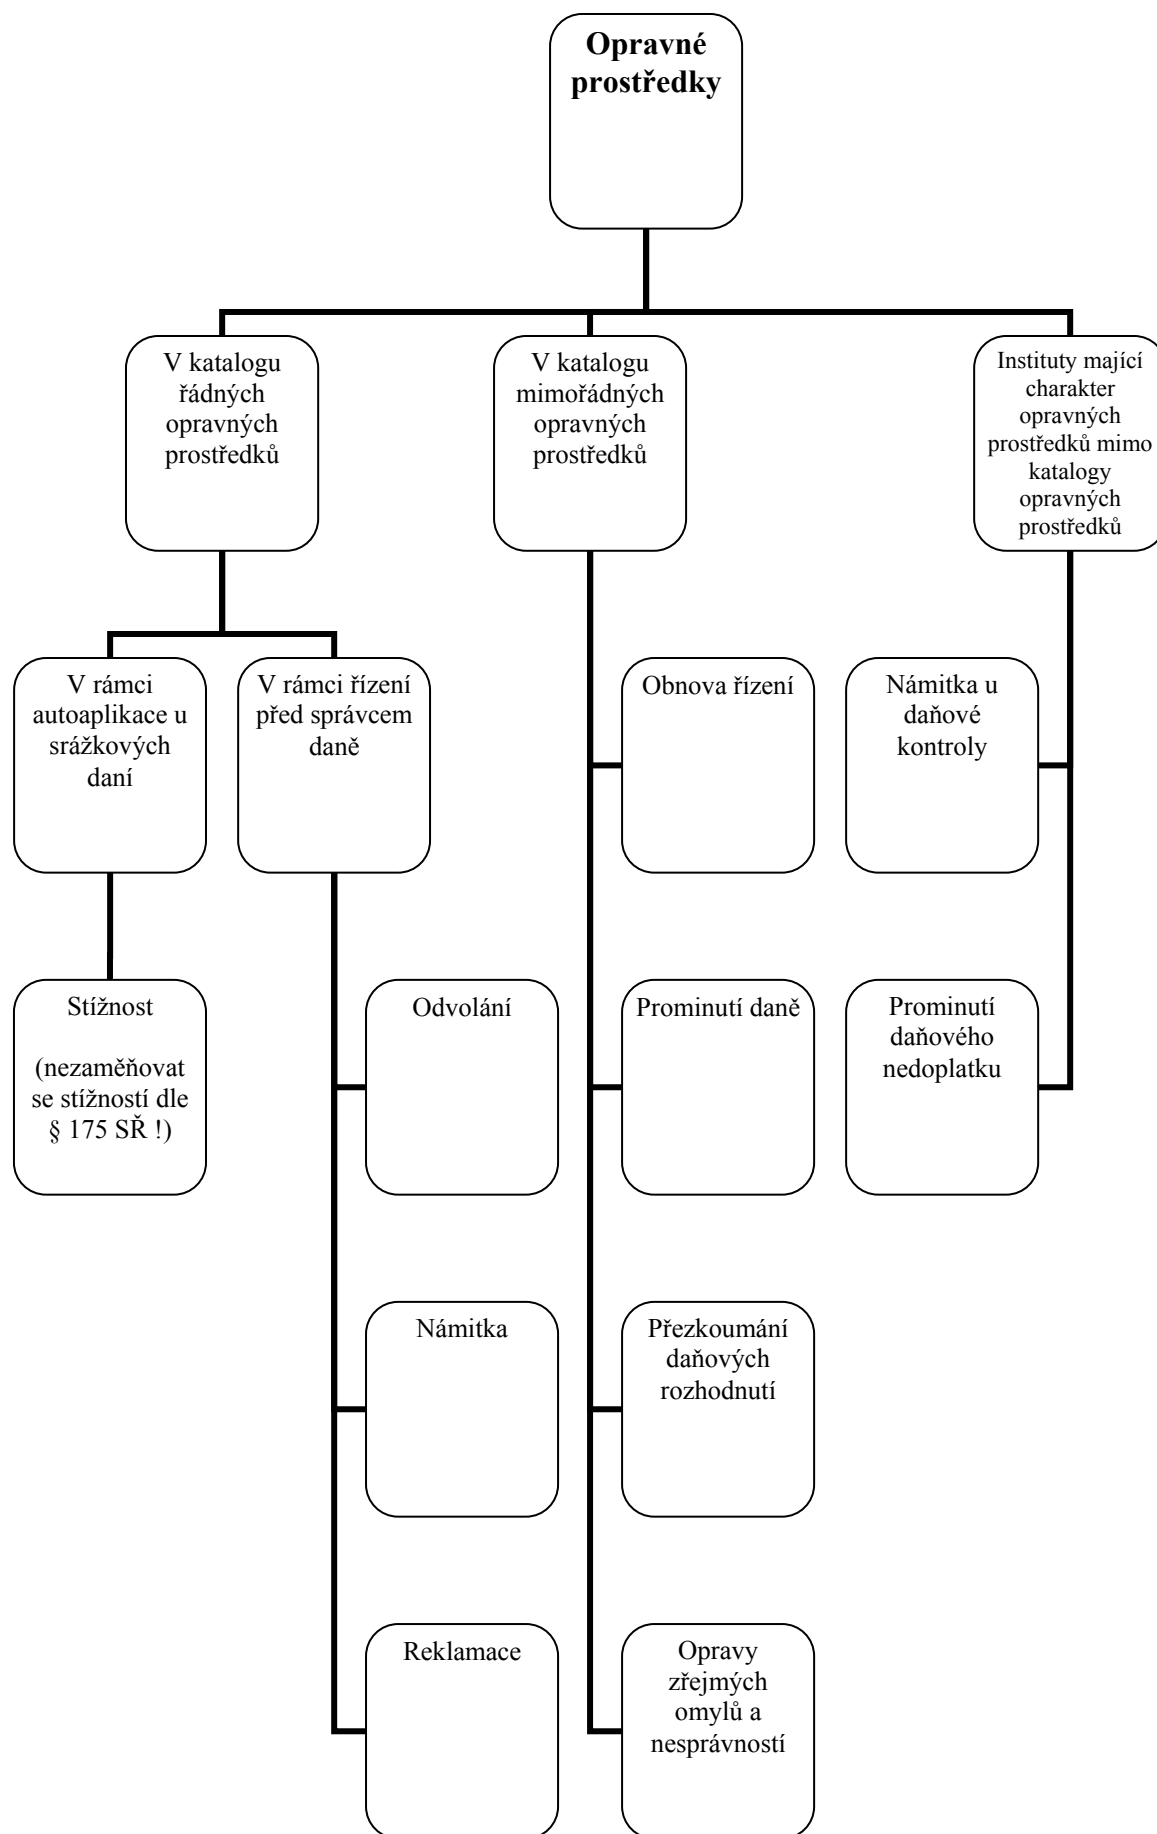 Opravné
prostředky
V katalogu
řádných
opravných
prostředků
V katalogu
mimořádných
opravných
prostředků
Instituty mající
charakter
opravných
prostředků mimo
katalogy
opravných
prostředků
V rámci
autoaplikace u
srážkových
daní
V rámci řízení
před správcem
daně
Obnova řízení
Námitka u
daňové
kontroly
Stížnost
(nezaměňovat
se stížností dle
§ 175 SŘ !)
Odvolání
Prominutí daně
Prominutí
daňového
nedoplatku
Námitka
Přezkoumání
daňových
rozhodnutí
Reklamace
Opravy
zřejmých
omylů a
nesprávností